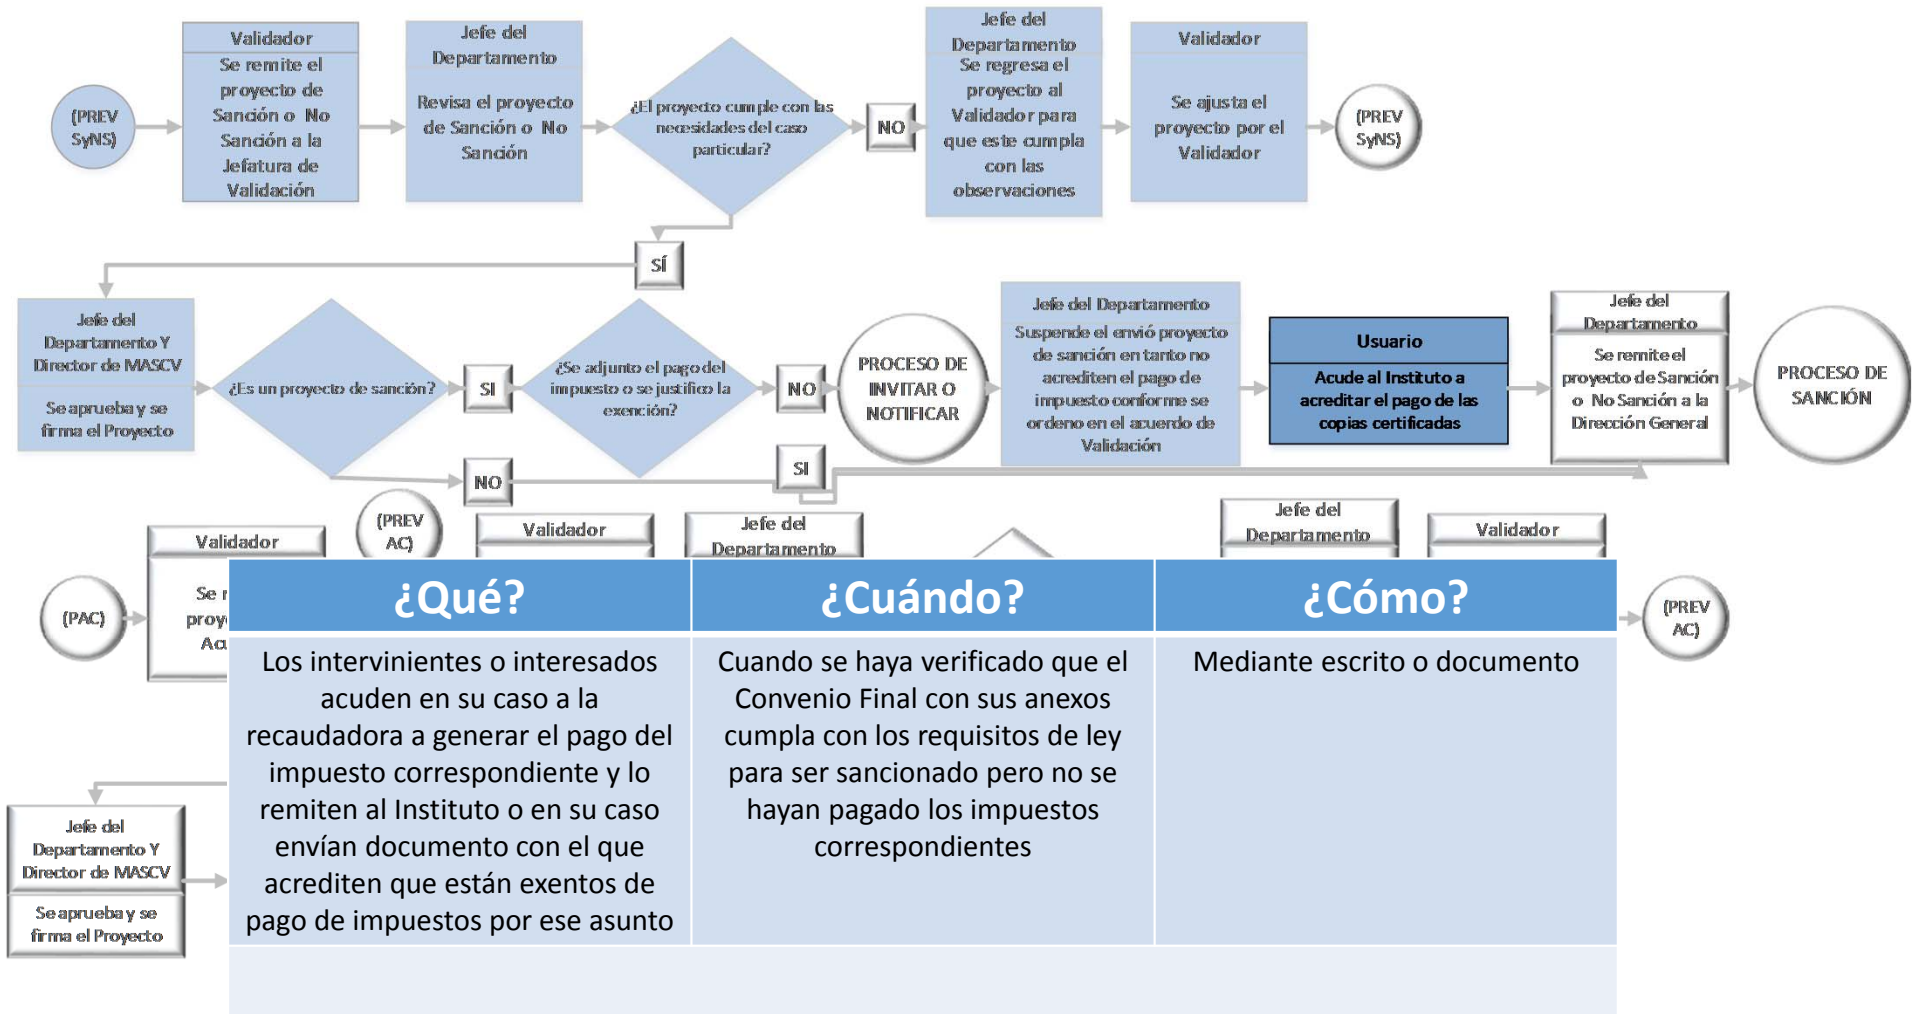 (PREV
SyNS)
Validador
Se remite el
proyecto de
Sanción o No
Sanción a la
Jefatura de
Validación
Jefe del
Departamento
Revisa el proyecto
de Sanción o No
Sanción
¿El proyecto cumple con las
necesidades del caso
particular?
NO
Jefe del
Departamento
Se regresa el
proyecto al
Validador para
que este cumpla
con las
observaciones
Validador
Se ajusta el
proyecto por el
Validador
(PREV
SyNS)
SÍ
Jefe del
Departamento Y
Director de MASCV
Se aprueba y se
firma el Proyecto
¿Es un proyecto de sanción?
SI
¿Se adjunto el pago del
impuesto o se justifico la
exención?
NO
PROCESO DE
INVITAR O
NOTIFICAR
Jefe del Departamento
Suspende el envió proyecto
de sanción en tanto no
acrediten el pago de
impuesto conforme se
ordeno en el acuerdo de
Validación
Usuario
Acude al Instituto a
acreditar el pago de las
copias certificadas
Jefe del
Departamento
Se remite el
proyecto de Sanción
o No Sanción a la
Dirección General
PROCESO DE
SANCIÓN
NO
SI
(PAC)
Validador
Se r
proy
Acu
(PREV
AC)
Validador
Jefe del
Departamento
Jefe del
Departamento
Validador
(PREV
AC)
¿Qué?
¿Cuándo?
¿Cómo?
Los intervinientes o interesados
acuden en su caso a la
recaudadora a generar el pago del
impuesto correspondiente y lo
remiten al Instituto o en su caso
envían documento con el que
acrediten que están exentos de
pago de impuestos por ese asunto
Cuando se haya verificado que el
Convenio Final con sus anexos
cumpla con los requisitos de ley
para ser sancionado pero no se
hayan pagado los impuestos
correspondientes
Mediante escrito o documento
Jefe del
Departamento Y
Director de MASCV
Se aprueba y se
firma el Proyecto